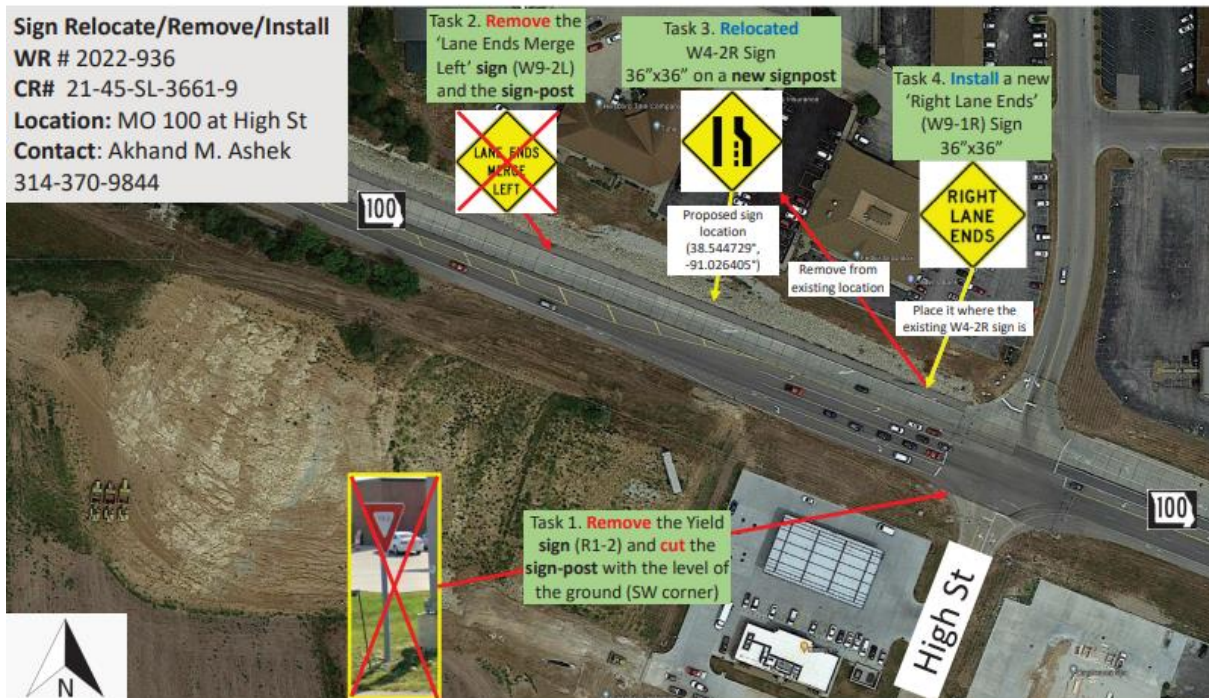 Sign Relocate/Remove/Install
WR # 2022-936
CR# 21-45-SL-3661-9
Location: MO 100 at High St
Contact: Akhand M. Ashek
314-370-9844
Task 2. Remove the
'Lane Ends Merge
Left' sign (W9-2L)
and the sign-post
LANE ENDS
MERGE
LEFT
Task 3. Relocated
W4-2R Sign
36"x36" on a new signpost
Task 4. Install a new
'Right Lane Ends'
(W9-1R) Sign
36"x36"
RIGHT
LANE
ENDS
100
Proposed sign
location
(38.544729°,
-91.026405°)
Remove from
existing location
Place it where the
existing W4-2R sign is
Task 1. Remove the Yield
sign (R1-2) and cut the
sign-post with the level of
the ground (SW corner)
100
High St
N